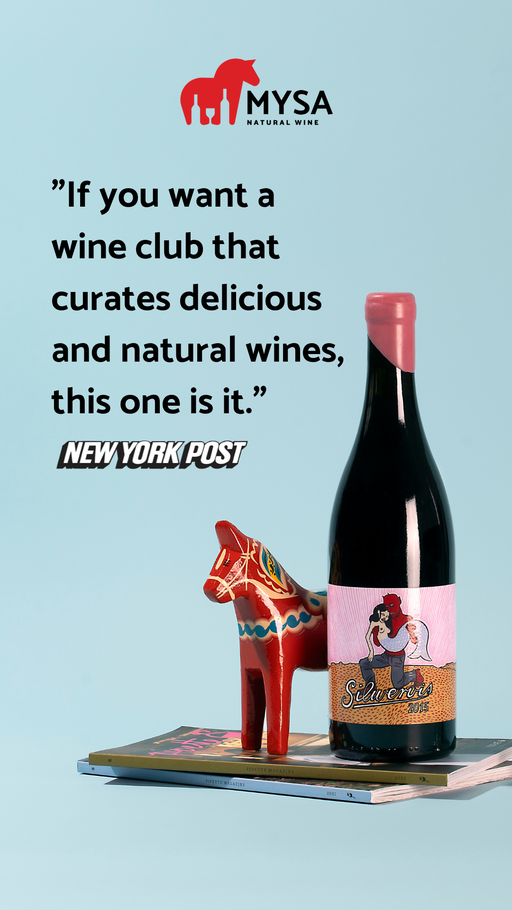 MYSA
NATURAL WINE
”If you want a
wine club that
curates delicious
and natural wines,
this one is it.”
NEW YORK POST
Silwervis
2015